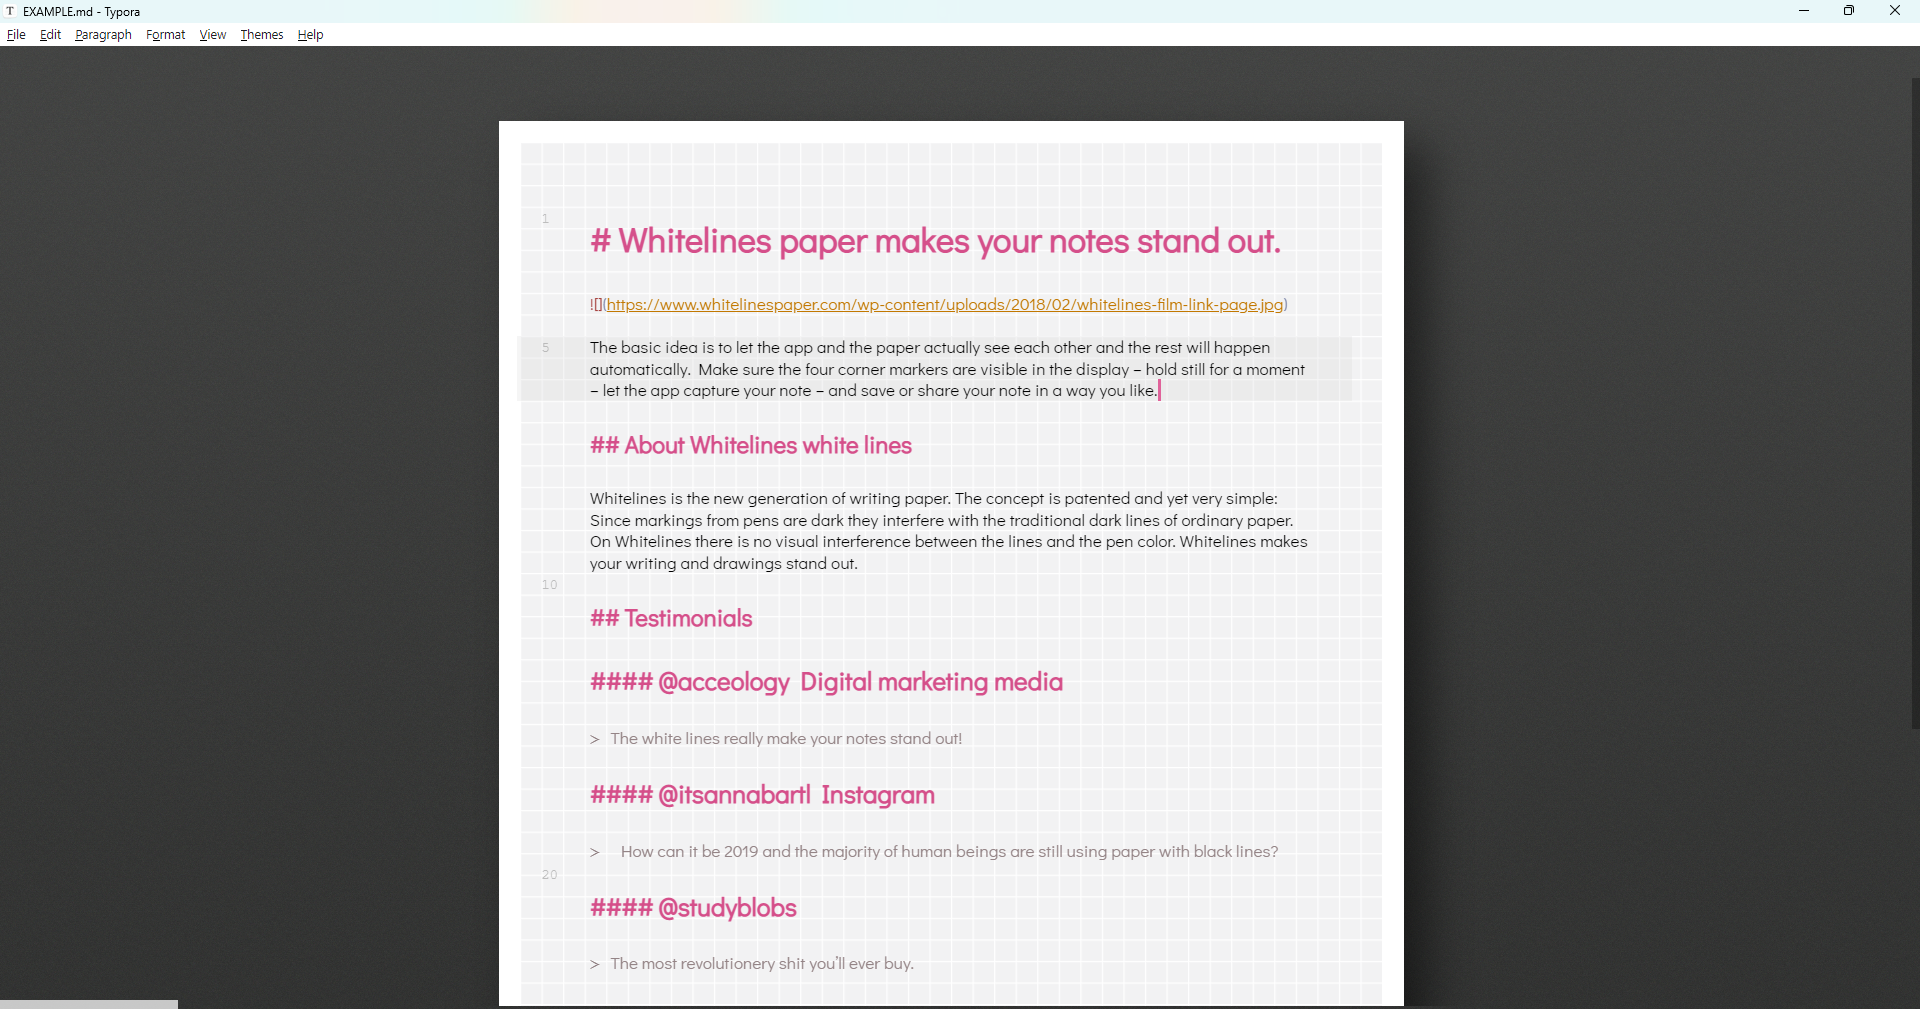 T EXAMPLE.md - Typora
File Edit Paragraph Format View Themes Help
1
# Whitelines paper makes your notes stand out.
![](https://www.whitelinespaper.com/wp-content/uploads/2018/02/whitelines-film-link-page.jpg)
5 The basic idea is to let the app and the paper actually see each other and the rest will happen
automatically.  Make sure the four corner markers are visible in the display – hold still for a moment
– let the app capture your note – and save or share your note in a way you like.
## About Whitelines white lines
Whitelines is the new generation of writing paper. The concept is patented and yet very simple:
Since markings from pens are dark they interfere with the traditional dark lines of ordinary paper.
On Whitelines there is no visual interference between the lines and the pen color. Whitelines makes
your writing and drawings stand out.
10
## Testimonials
#### @acceology  Digital marketing media
>  The white lines really make your notes stand out!
#### @itsannabartl  Instagram
>   How can it be 2019 and the majority of human beings are still using paper with black lines?
20
#### @studyblobs
>  The most revolutionery shit you'll ever buy.